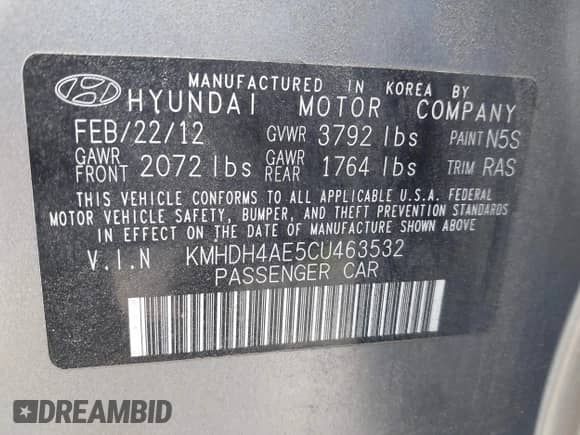 MANUFACTURED IN KOREA BY
HYUNDAI MOTOR COMPANY
FEB/22/12 GVWR 3792 lbs PAINT N5S
GAWR FRONT 2072 lbs GAWR REAR 1764 lbs TRIM RAS
THIS VEHICLE CONFORMS TO ALL APPLICABLE U.S.A. FEDERAL
MOTOR VEHICLE SAFETY, BUMPER, AND THEFT PREVENTION STANDARDS
IN EFFECT ON THE DATE OF MANUFACTURE SHOWN ABOVE
V.I.N KMHDH4AE5CU463532
PASSENGER CAR
DREAMBID